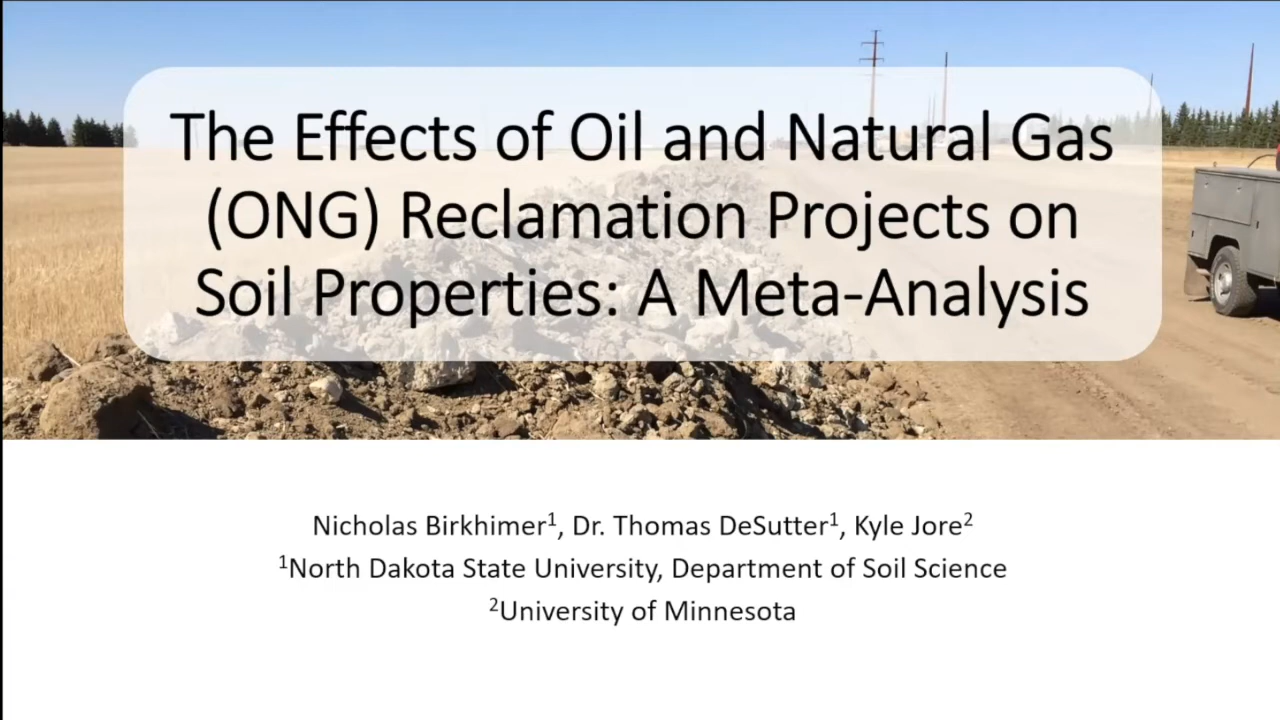 The Effects of Oil and Natural Gas
(ONG) Reclamation Projects on
Soil Properties: A Meta-Analysis
Nicholas Birkhimer¹, Dr. Thomas DeSutter¹, Kyle Jore²
¹North Dakota State University, Department of Soil Science
²University of Minnesota